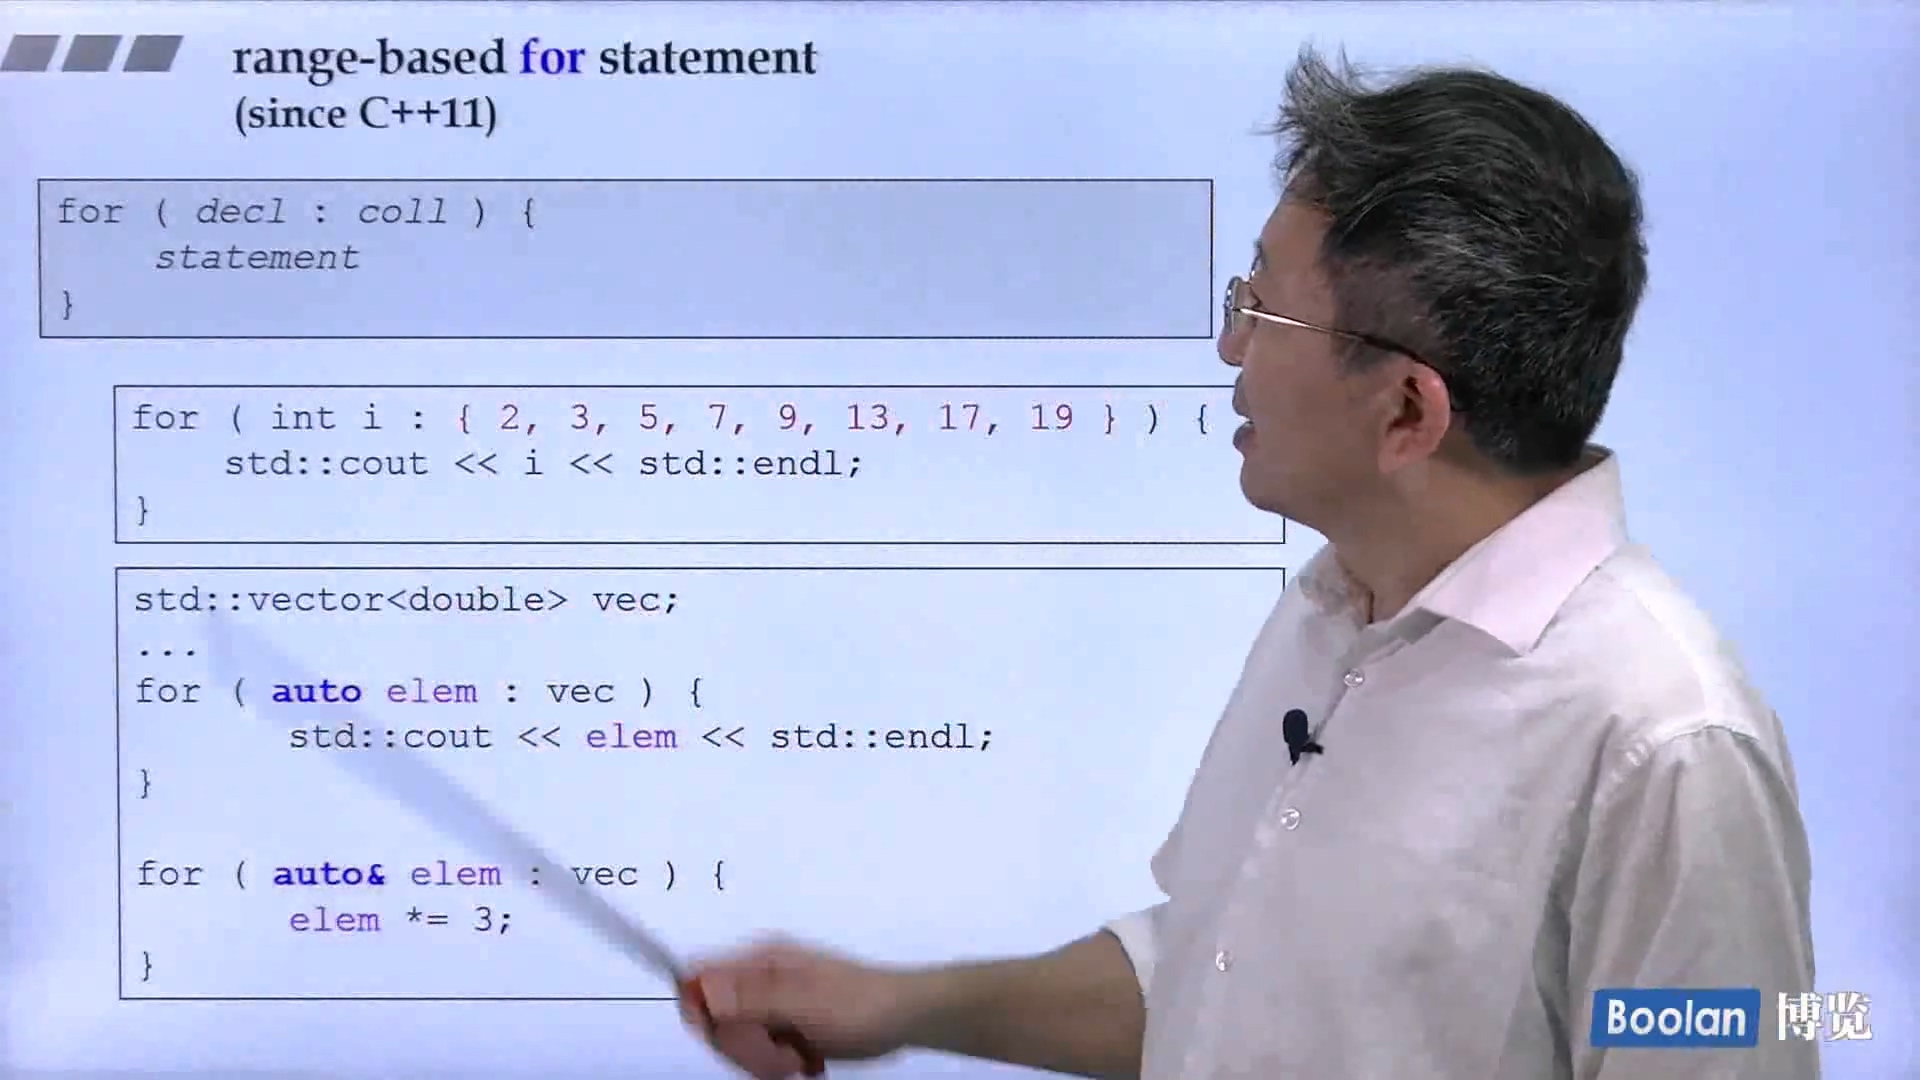 range-based for statement
(since C++11)
for ( decl : coll ) {
statement
}
for ( int i : { 2, 3, 5, 7, 9, 13, 17, 19 } ) {
std::cout << i << std::endl;
}
std::vector<double> vec;
...
for ( auto elem : vec ) {
std::cout << elem << std::endl;
}
for ( auto& elem : vec ) {
elem *= 3;
}
Boolan 博览